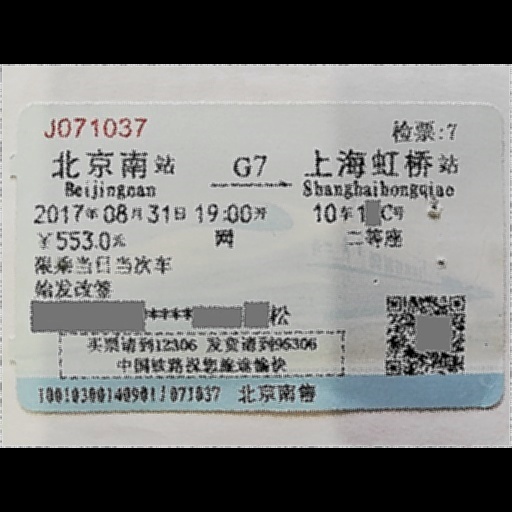 J071037 检票:7
北京南站 G7 上海虹桥站
Beijingnan Shanghaihongqiao
2017年08月31日 19:00开 10车1 C号
￥553.0元 网 二等座
限乘当日当次车
始发改签
**** 松
买票请到12306 发货请到95306
中国铁路祝您旅途愉快
10010300140901J071037 北京南售